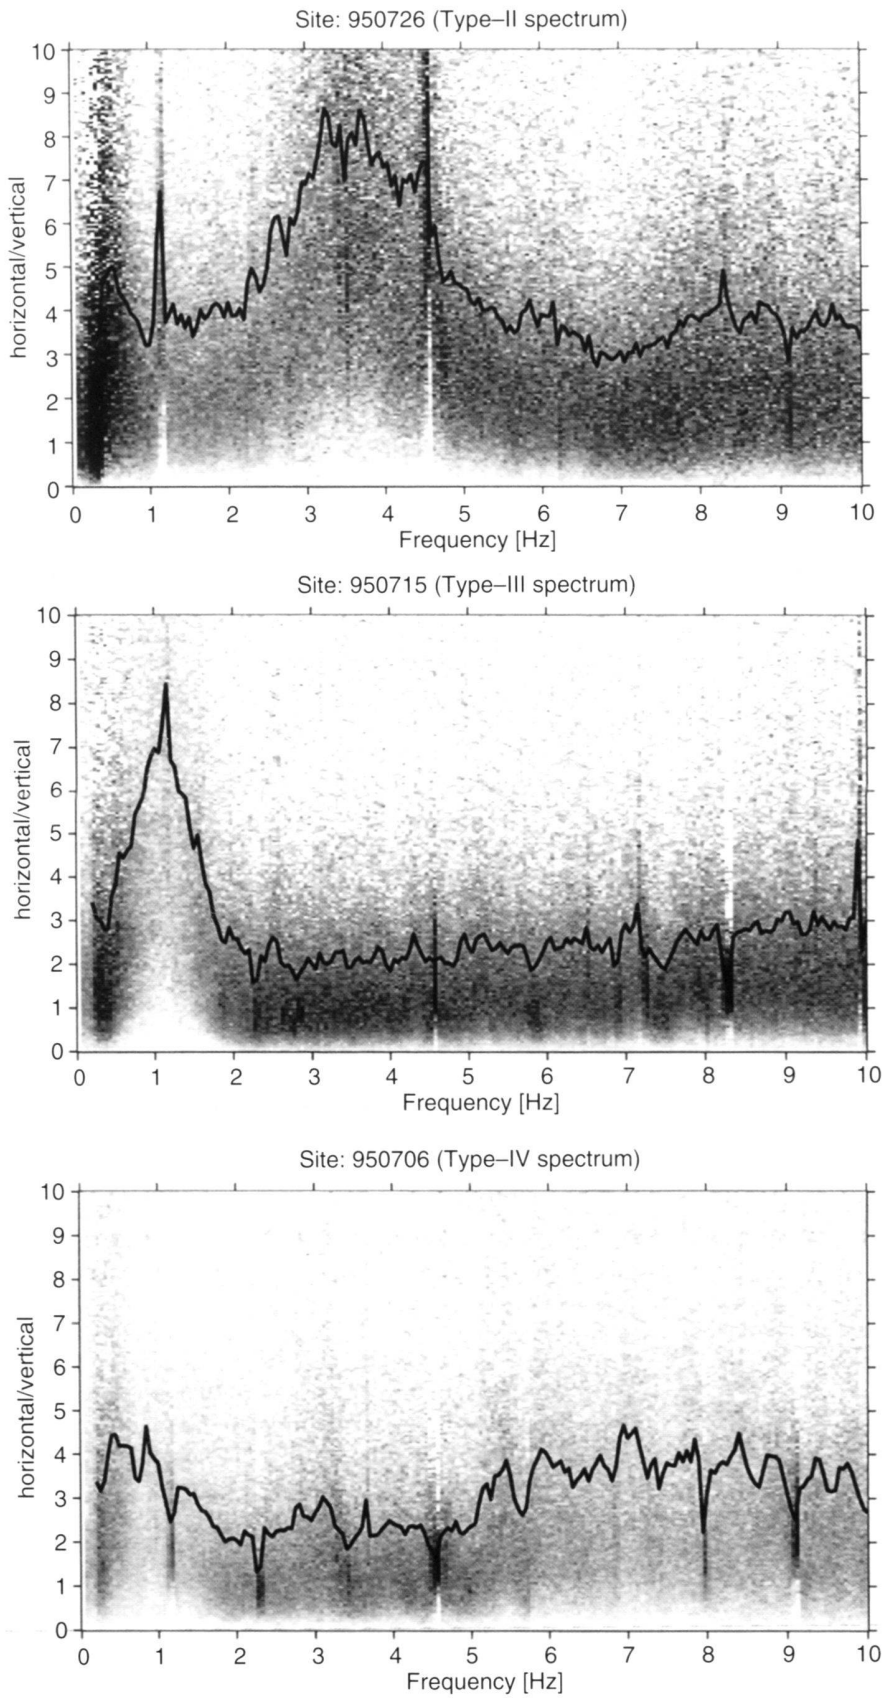 Site: 950726 (Type–II spectrum)
10
9
8
7
6
5
4
3
2
1
0
horizontal/vertical
0 1 2 3 4 5 6 7 8 9 10
Frequency [Hz]
Site: 950715 (Type–III spectrum)
10
9
8
7
6
5
4
3
2
1
0
horizontal/vertical
0 1 2 3 4 5 6 7 8 9 10
Frequency [Hz]
Site: 950706 (Type–IV spectrum)
10
9
8
7
6
5
4
3
2
1
0
horizontal/vertical
0 1 2 3 4 5 6 7 8 9 10
Frequency [Hz]